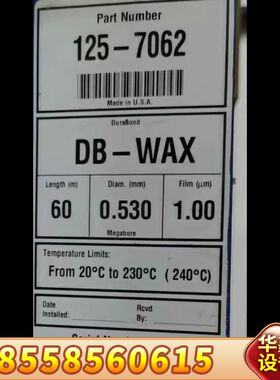 Part Number
125-7062
Made in U.S.A.
DuraBond
DB-WAX
Length (m) Diam. (mm) Film (μm)
60 0.530 1.00
Megabore
Temperature Limits:
From 20°C to 230°C (240°C)
Date Rcvd
Installed: By:
华
设
8558560615